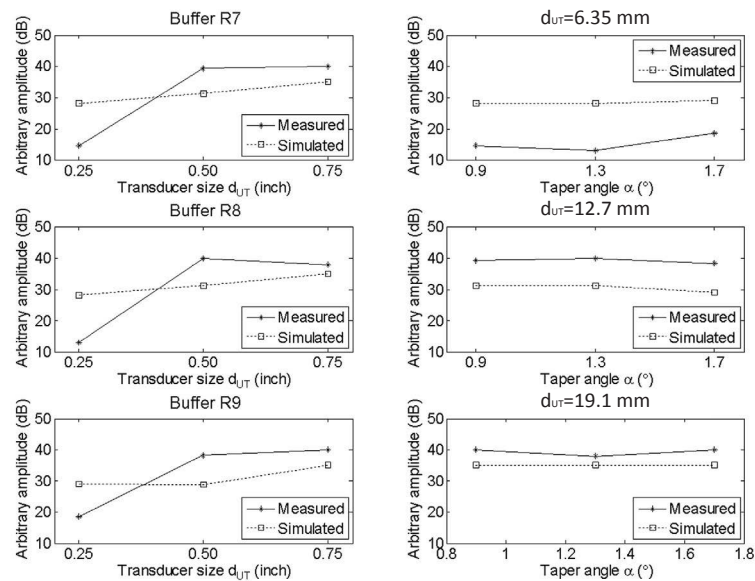 Buffer R7
Arbitrary amplitude (dB)
50
40
30
20
10
Measured
Simulated
0.25
0.50
0.75
Transducer size d_UT (inch)
d_UT=6.35 mm
Arbitrary amplitude (dB)
50
40
30
20
10
Measured
Simulated
0.9
1.3
1.7
Taper angle α (°)
Buffer R8
Arbitrary amplitude (dB)
50
40
30
20
10
Measured
Simulated
0.25
0.50
0.75
Transducer size d_UT (inch)
d_UT=12.7 mm
Arbitrary amplitude (dB)
50
40
30
20
10
Measured
Simulated
0.9
1.3
1.7
Taper angle α (°)
Buffer R9
Arbitrary amplitude (dB)
50
40
30
20
10
Measured
Simulated
0.25
0.50
0.75
Transducer size d_UT (inch)
d_UT=19.1 mm
Arbitrary amplitude (dB)
50
40
30
20
10
Measured
Simulated
0.8
1
1.2
1.4
1.6
1.8
Taper angle α (°)